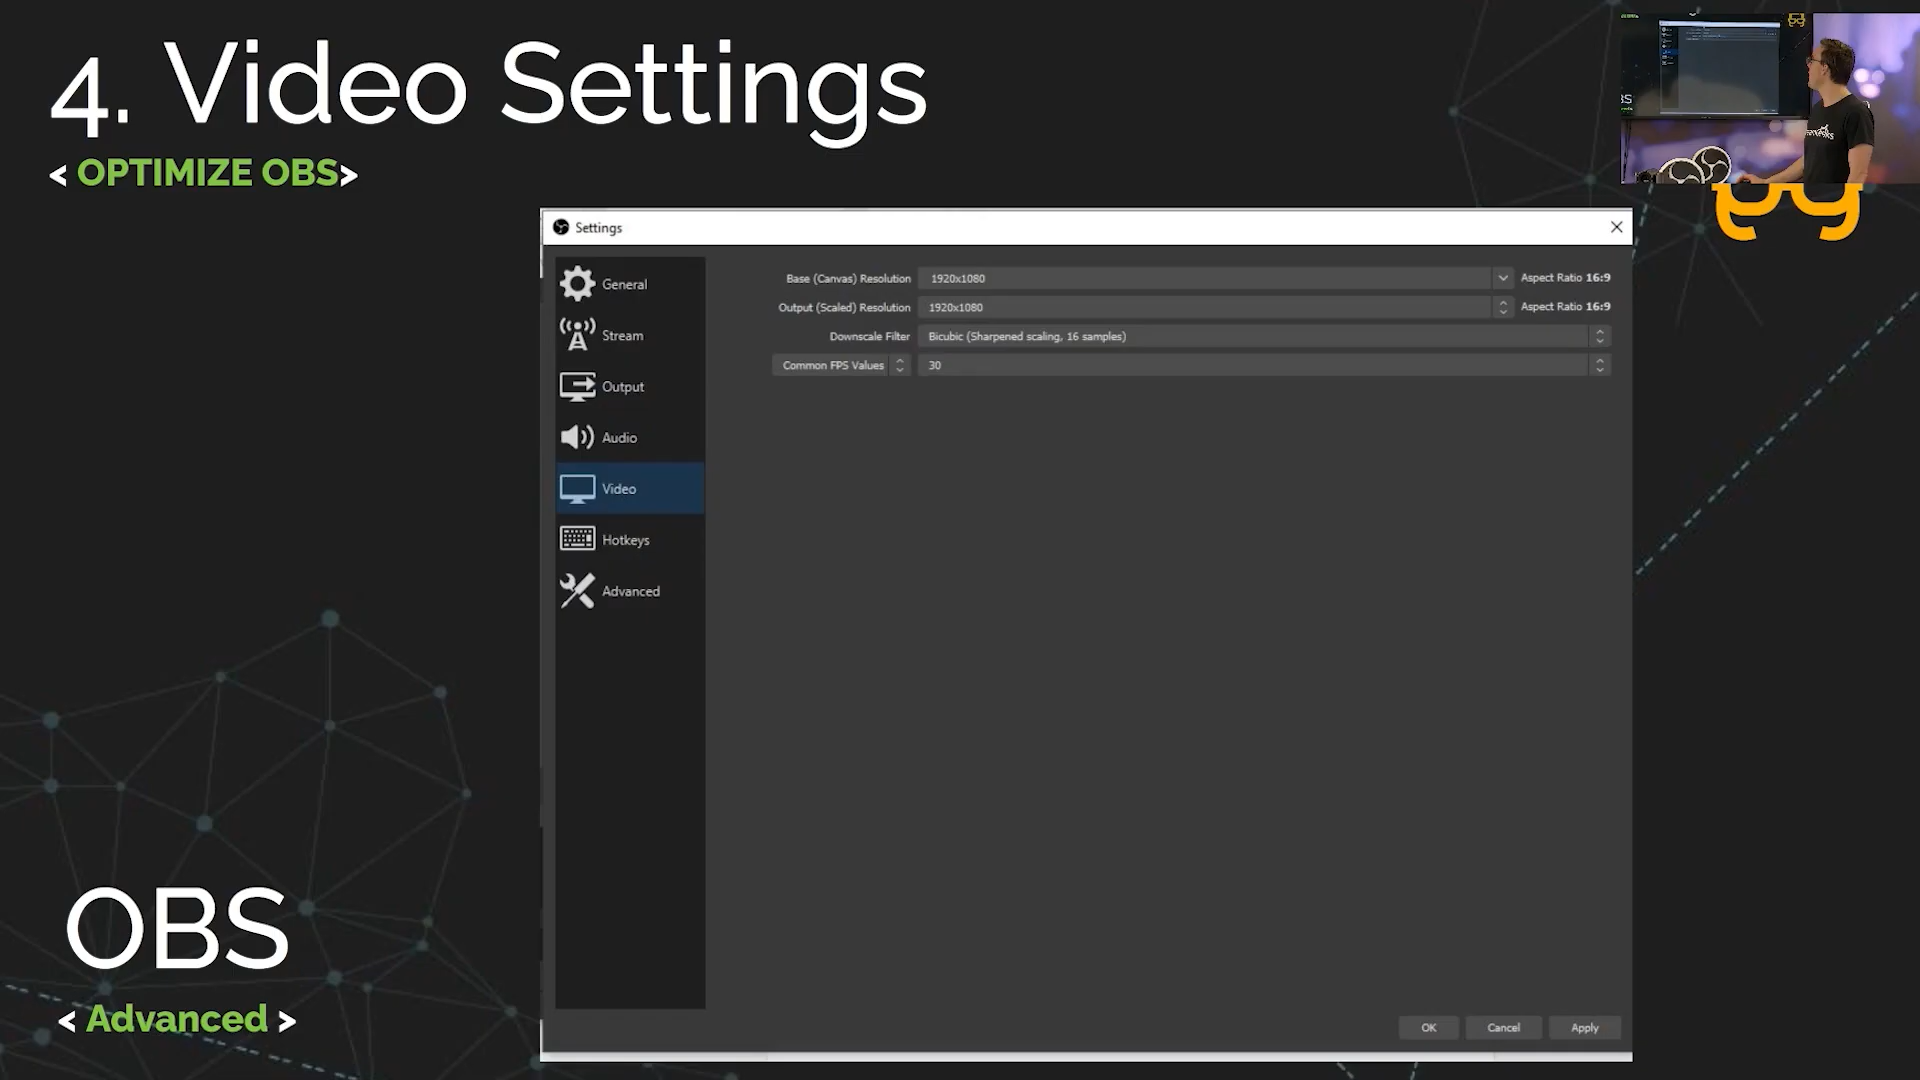 4. Video Settings
< OPTIMIZE OBS>
Settings
General
Stream
Output
Audio
Video
Hotkeys
Advanced
Base (Canvas) Resolution 1920x1080 Aspect Ratio 16:9
Output (Scaled) Resolution 1920x1080 Aspect Ratio 16:9
Downscale Filter Bicubic (Sharpened scaling, 16 samples)
Common FPS Values 30
OK Cancel Apply
OBS
< Advanced >